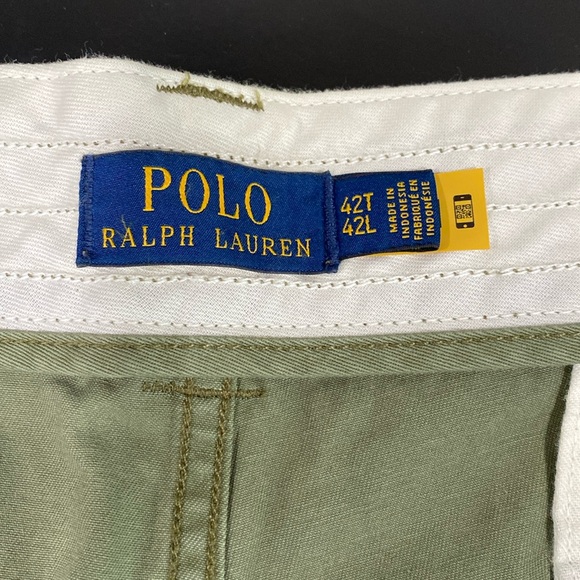 POLO
RALPH LAUREN
42T
42L
MADE IN
INDONESIA
FABRIQUÉ EN
INDONÉSIE